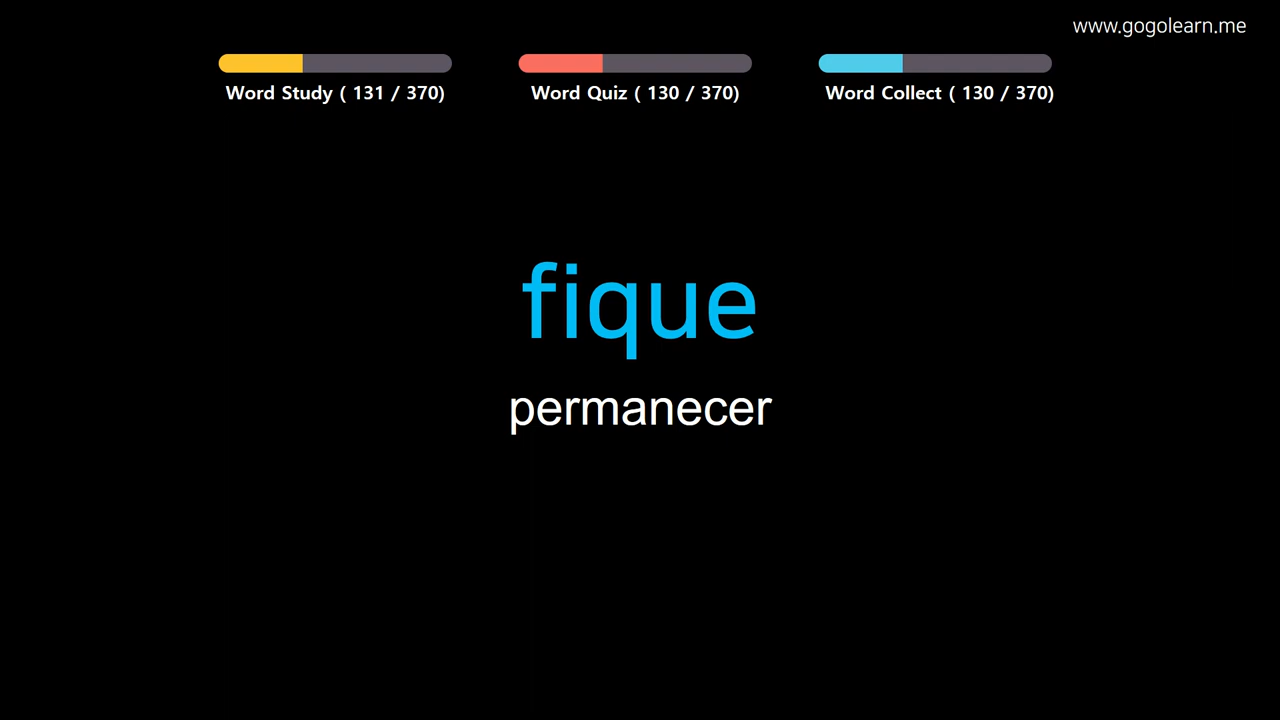 www.gogolearn.me
Word Study ( 131 / 370)
Word Quiz ( 130 / 370)
Word Collect ( 130 / 370)
fique
permanecer